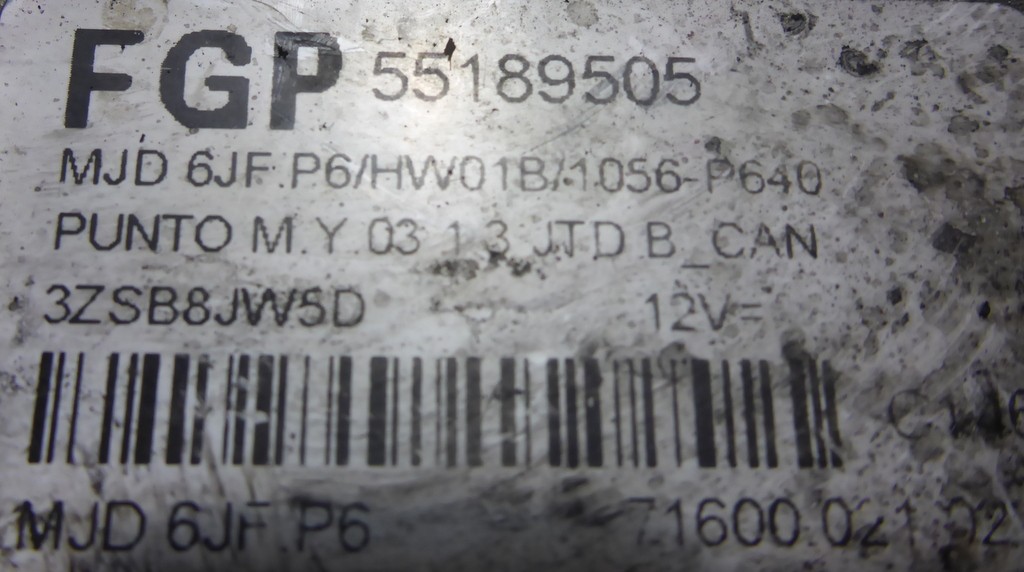 FGP 55189505
MJD 6JF.P6/HW01B/1056-P640
PUNTO M.Y.03 1.3 JTD B_CAN
3ZSB8JW5D 12V=
MJD 6JF.P6 71600.021.02